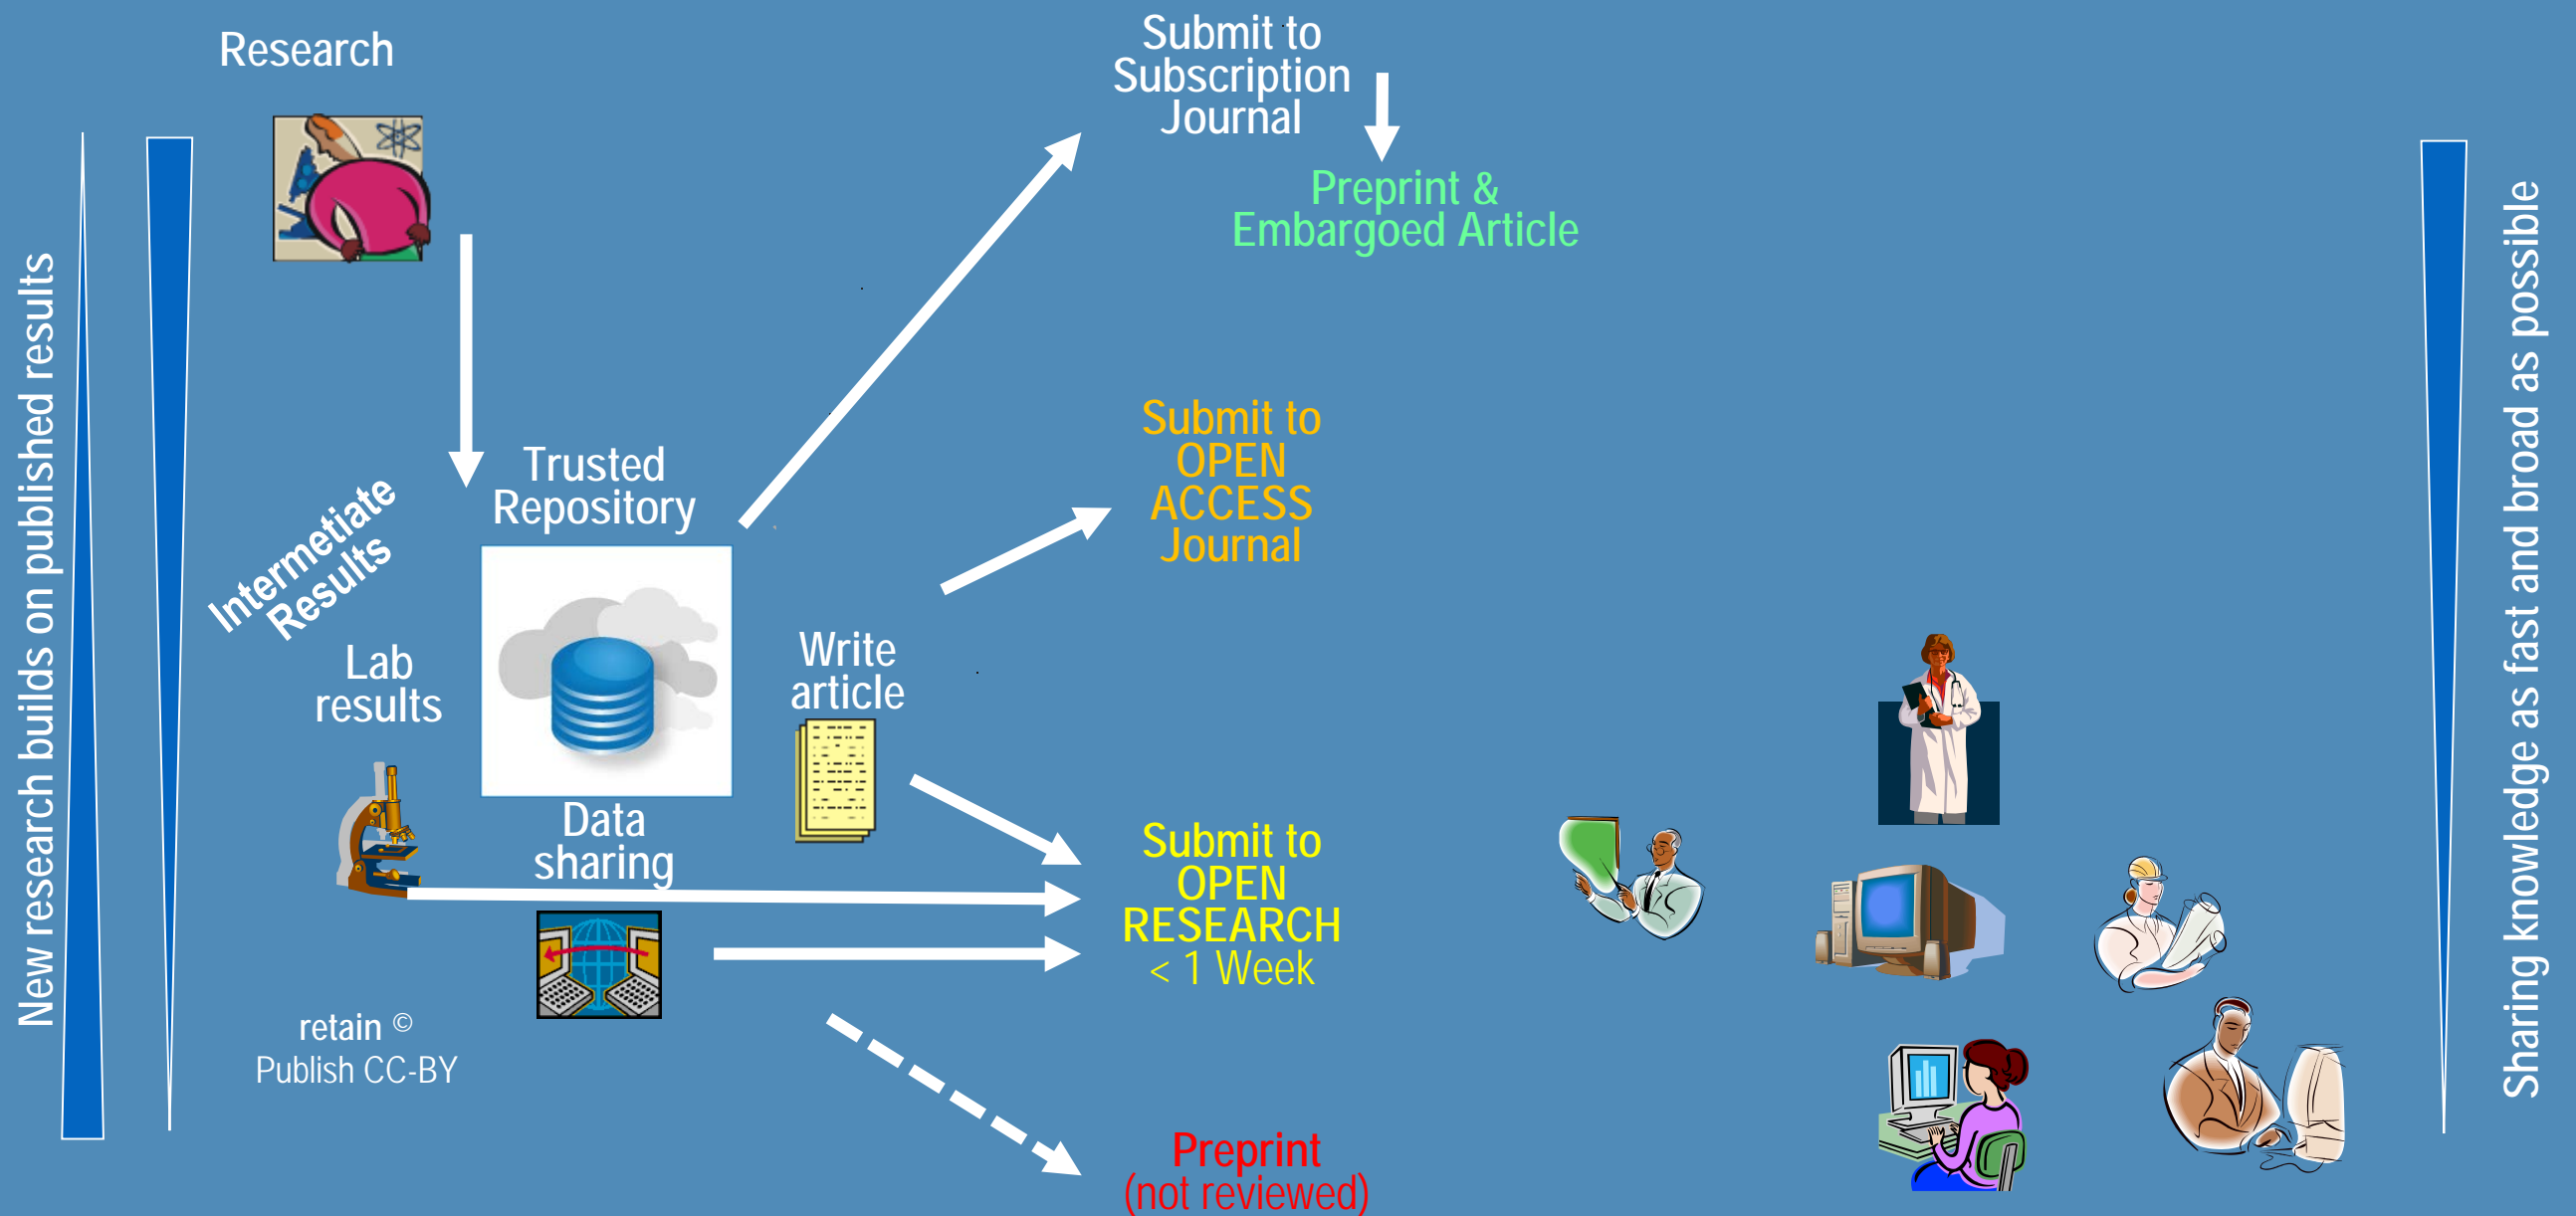 Research
Submit to
Subscription
Journal
Preprint &
Embargoed Article
New research builds on published results
Sharing knowledge as fast and broad as possible
Submit to
OPEN
ACCESS
Journal
Trusted
Repository
Intermetiate
Results
Lab
results
Write
article
Data
sharing
Submit to
OPEN
RESEARCH
< 1 Week
retain ©
Publish CC-BY
Preprint
(not reviewed)